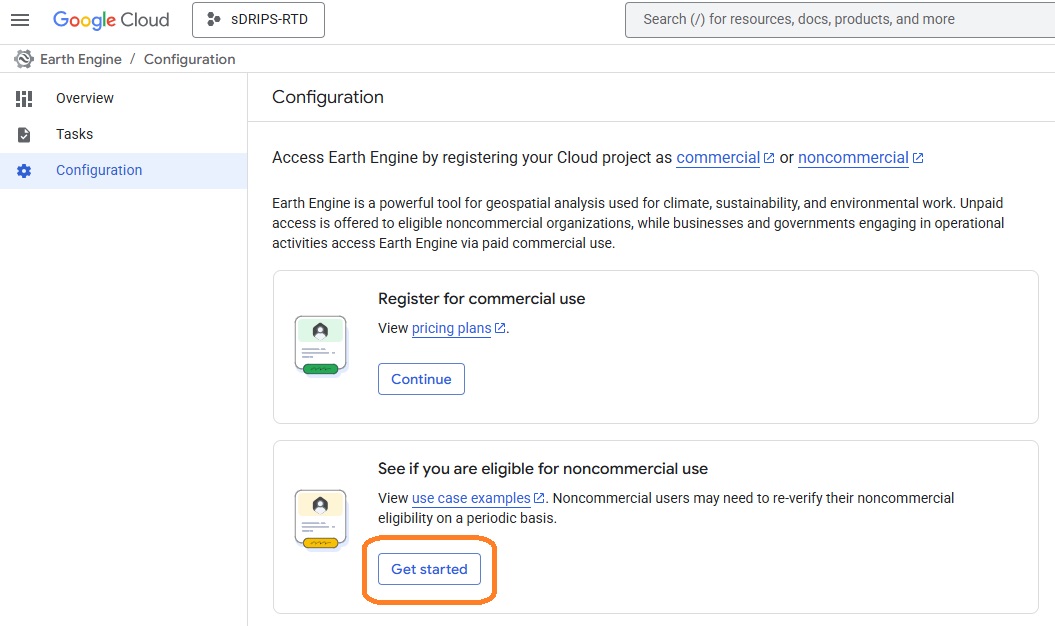 Google Cloud
sDRIPS-RTD
Search (/) for resources, docs, products, and more
Earth Engine / Configuration
Overview
Tasks
Configuration
Configuration
Access Earth Engine by registering your Cloud project as commercial or noncommercial
Earth Engine is a powerful tool for geospatial analysis used for climate, sustainability, and environmental work. Unpaid
access is offered to eligible noncommercial organizations, while businesses and governments engaging in operational
activities access Earth Engine via paid commercial use.
Register for commercial use
View pricing plans.
Continue
See if you are eligible for noncommercial use
View use case examples. Noncommercial users may need to re-verify their noncommercial
eligibility on a periodic basis.
Get started